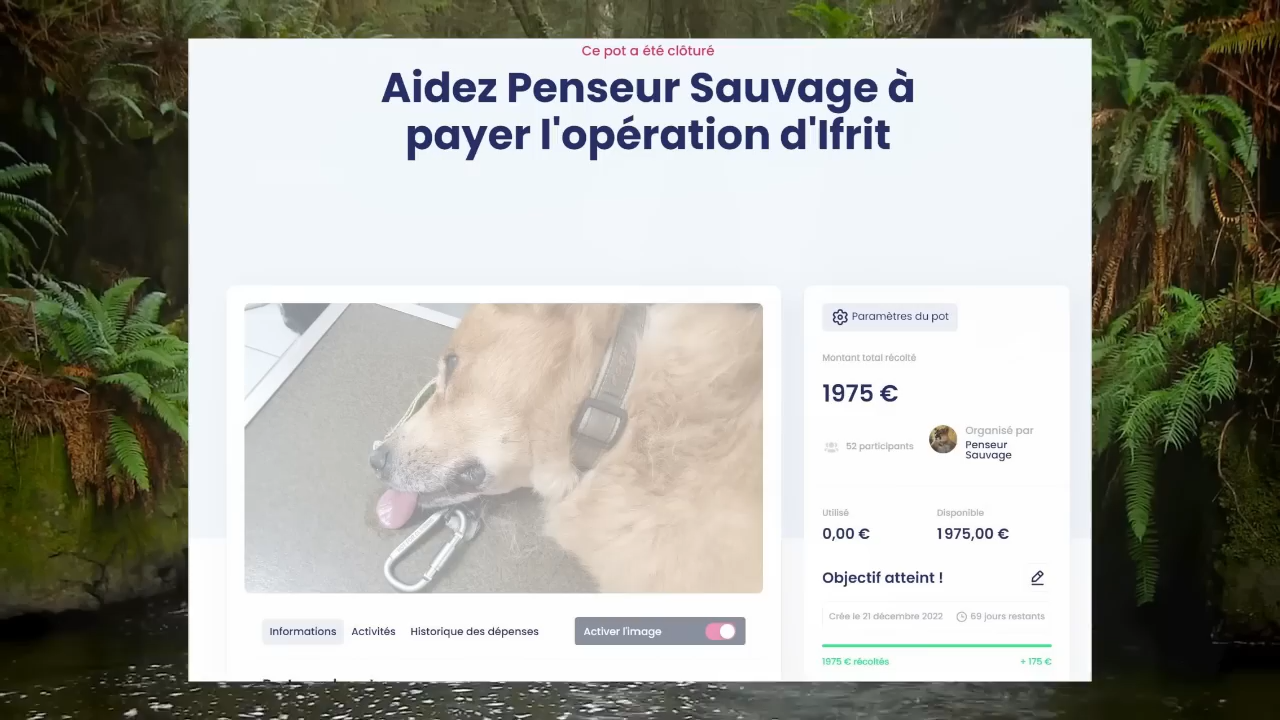 Ce pot a été clôturé
Aidez Penseur Sauvage à
payer l'opération d'Ifrit
Paramètres du pot
Montant total récolté
1975 €
52 participants
Organisé par
Penseur
Sauvage
Utilisé
Disponible
0,00 €
1 975,00 €
Objectif atteint !
Crée le 21 décembre 2022
69 jours restants
1975 € récoltés
+ 175 €
Informations
Activités
Historique des dépenses
Activer l'image